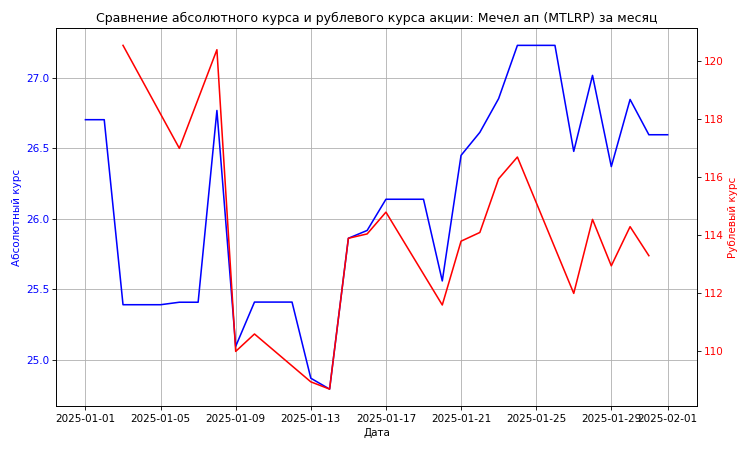 Сравнение абсолютного курса и рублевого курса акции: Мечел ап (MTLRP) за месяц
Абсолютный курс
27.0
26.5
26.0
25.5
25.0
120
118
116
114
112
110
Рублевый курс
2025-01-01 2025-01-05 2025-01-09 2025-01-13 2025-01-17 2025-01-21 2025-01-25 2025-01-29 2025-02-01
Дата